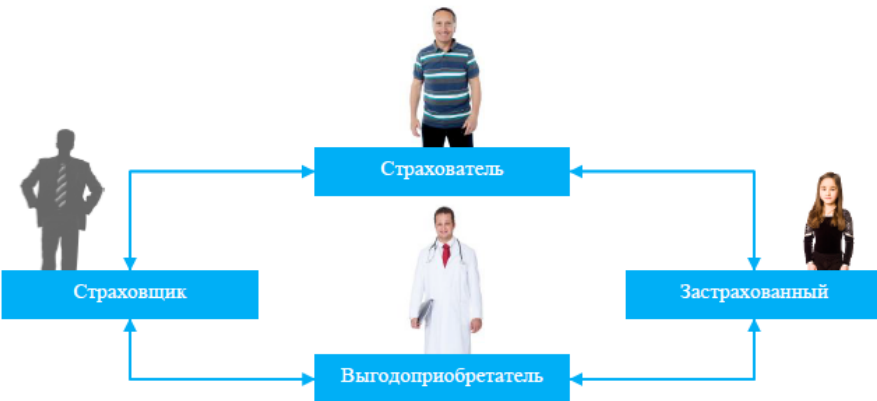 Страхователь
Страховщик
Застрахованный
Выгодоприобретатель